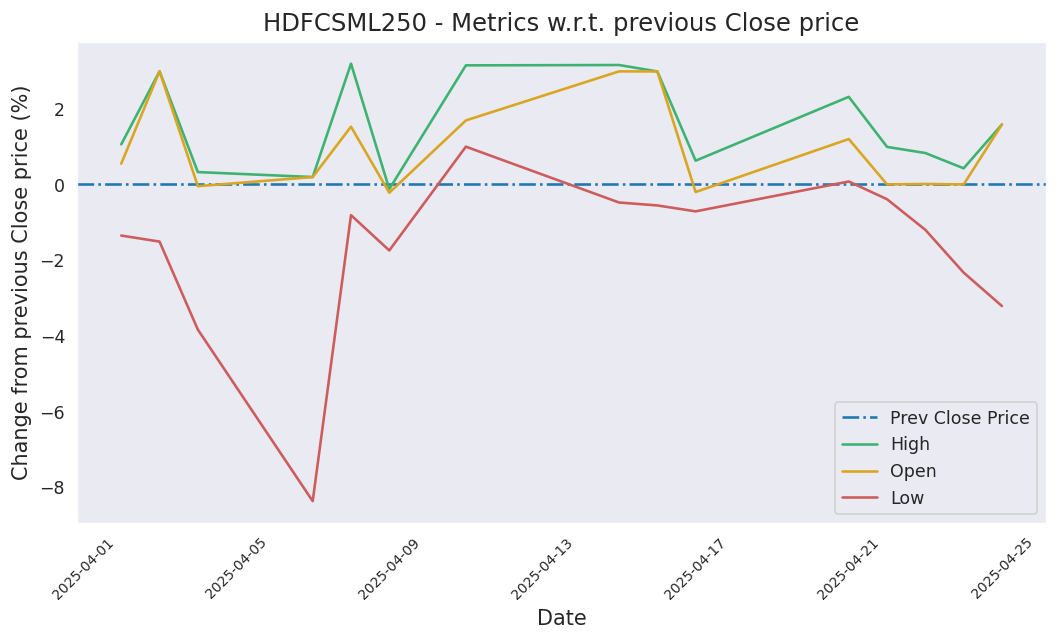 HDFCSML250 - Metrics w.r.t. previous Close price
Change from previous Close price (%)
2
0
−2
−4
−6
−8
Prev Close Price
High
Open
Low
2025-04-01
2025-04-05
2025-04-09
2025-04-13
2025-04-17
2025-04-21
2025-04-25
Date